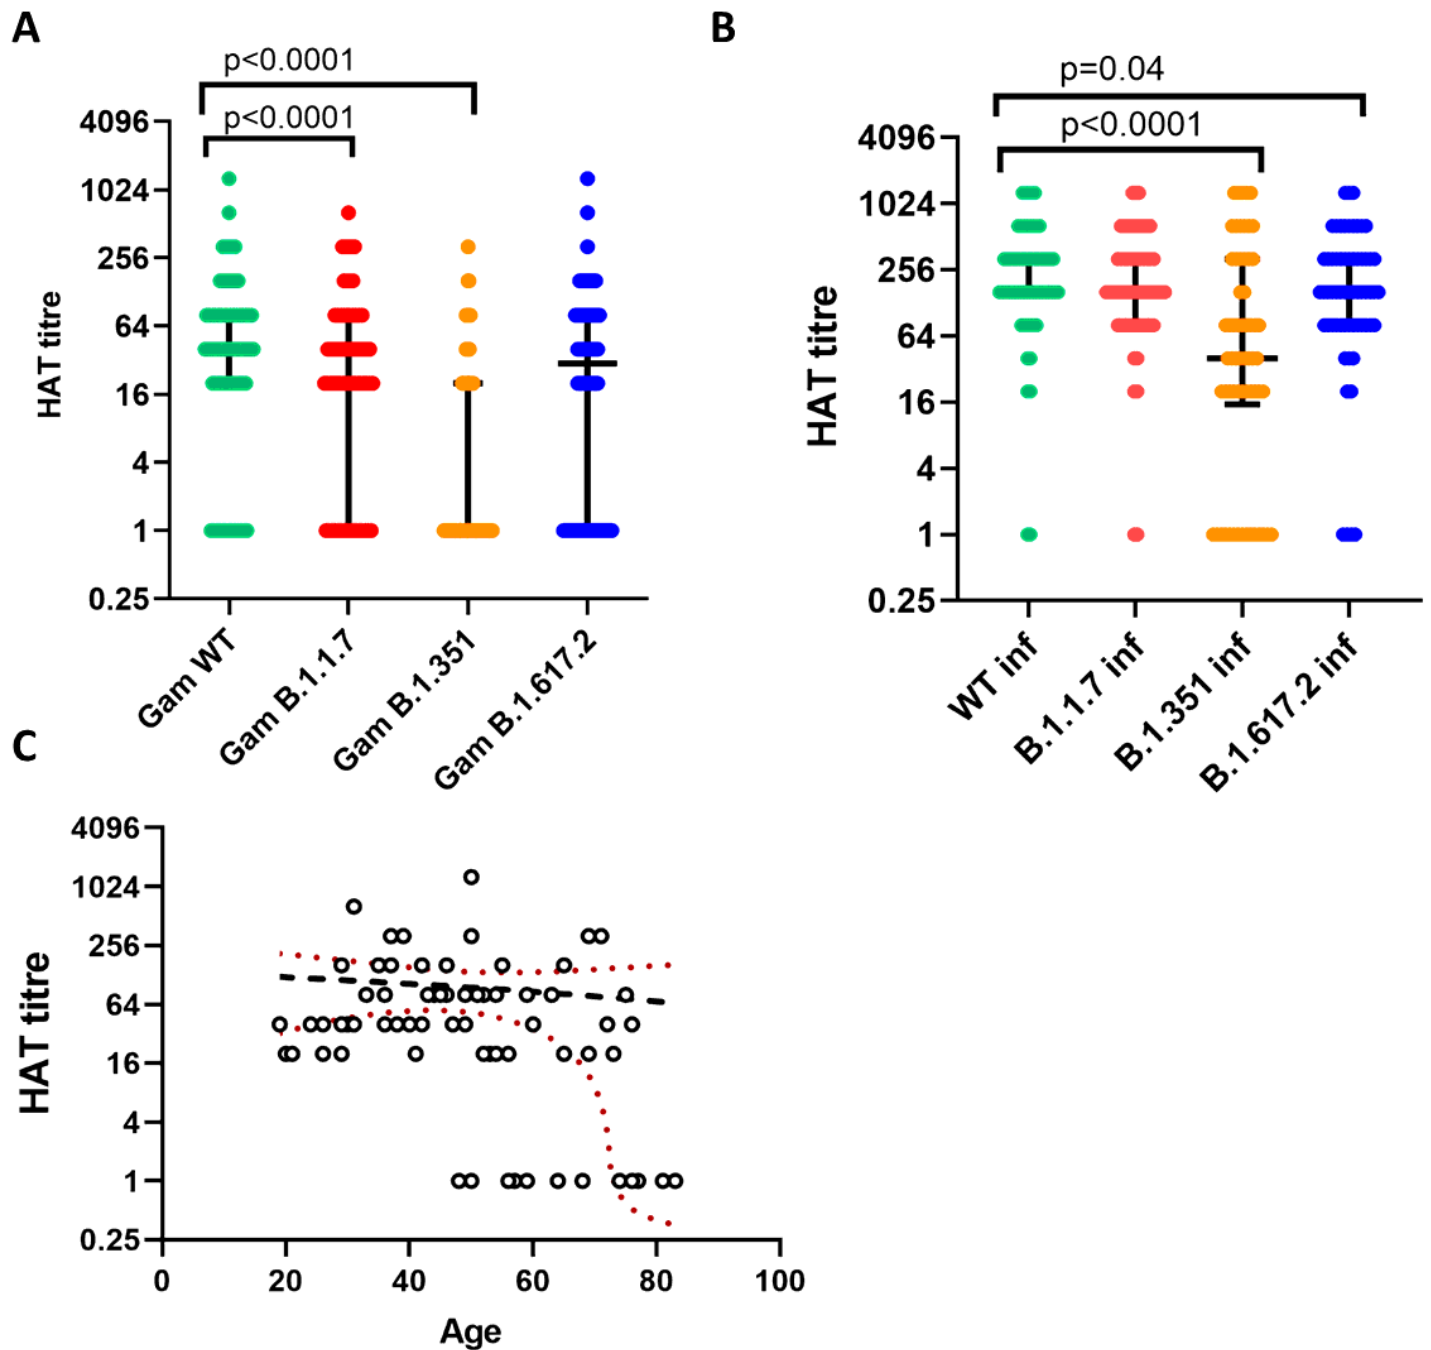 A
p<0.0001
p<0.0001
4096
1024
256
64
16
4
1
0.25
HAT titre
Gam WT
Gam B.1.1.7
Gam B.1.351
Gam B.1.617.2
B
p=0.04
p<0.0001
4096
1024
256
64
16
4
1
0.25
HAT titre
WT inf
B.1.1.7 inf
B.1.351 inf
B.1.617.2 inf
C
4096
1024
256
64
16
4
1
0.25
HAT titre
0 20 40 60 80 100
Age